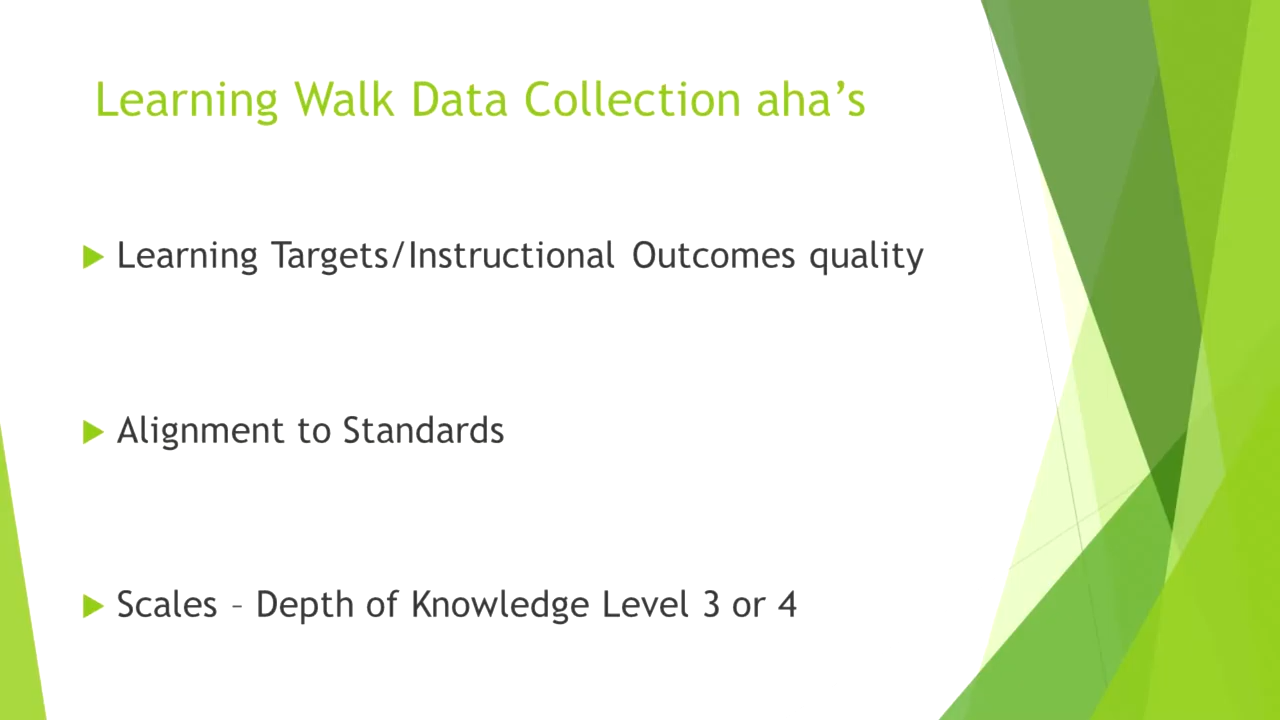 Learning Walk Data Collection aha’s
Learning Targets/Instructional Outcomes quality
Alignment to Standards
Scales – Depth of Knowledge Level 3 or 4